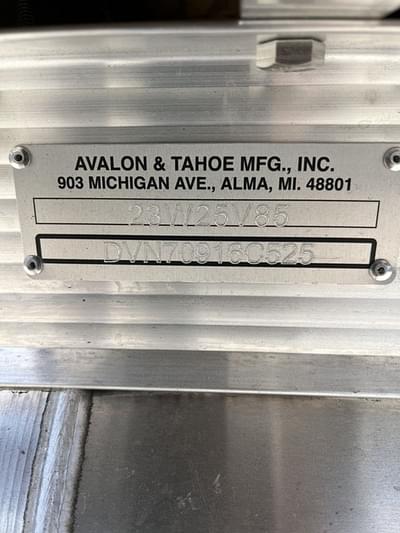 AVALON & TAHOE MFG., INC.
903 MICHIGAN AVE., ALMA, MI. 48801
23W25V85
DVN70916C525